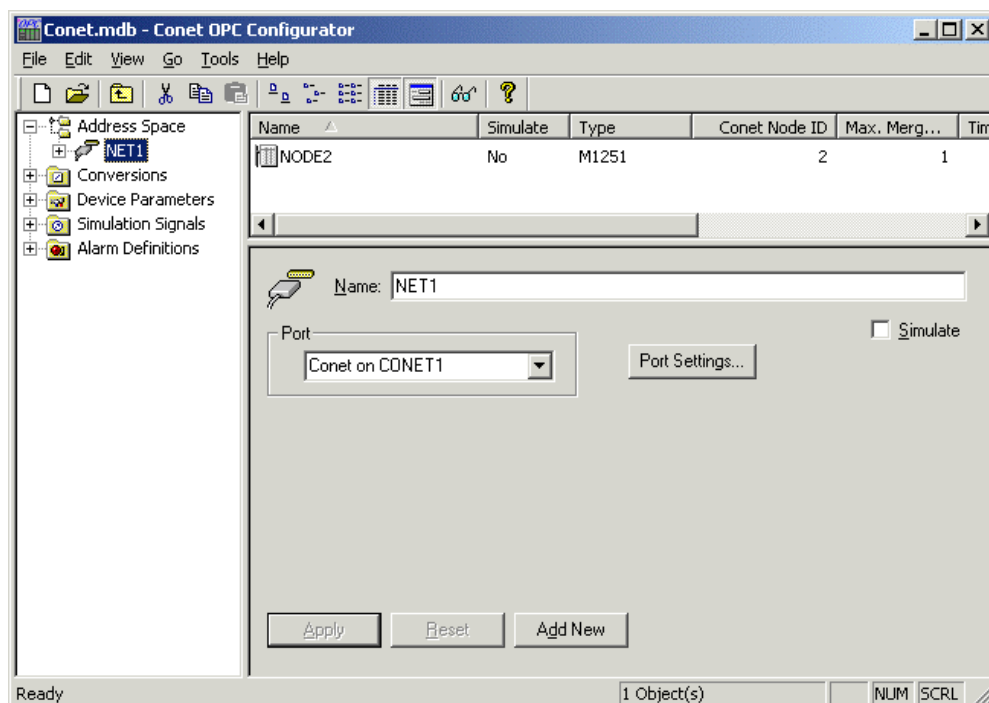 Conet.mdb - Conet OPC Configurator
File Edit View Go Tools Help
Address Space
NET1
Conversions
Device Parameters
Simulation Signals
Alarm Definitions
Name Simulate Type Conet Node ID Max. Merg... Tim
NODE2 No M1251 2 1
Name: NET1
Simulate
Port
Conet on CONET1
Port Settings...
Apply Reset Add New
Ready 1 Object(s) NUM SCRL